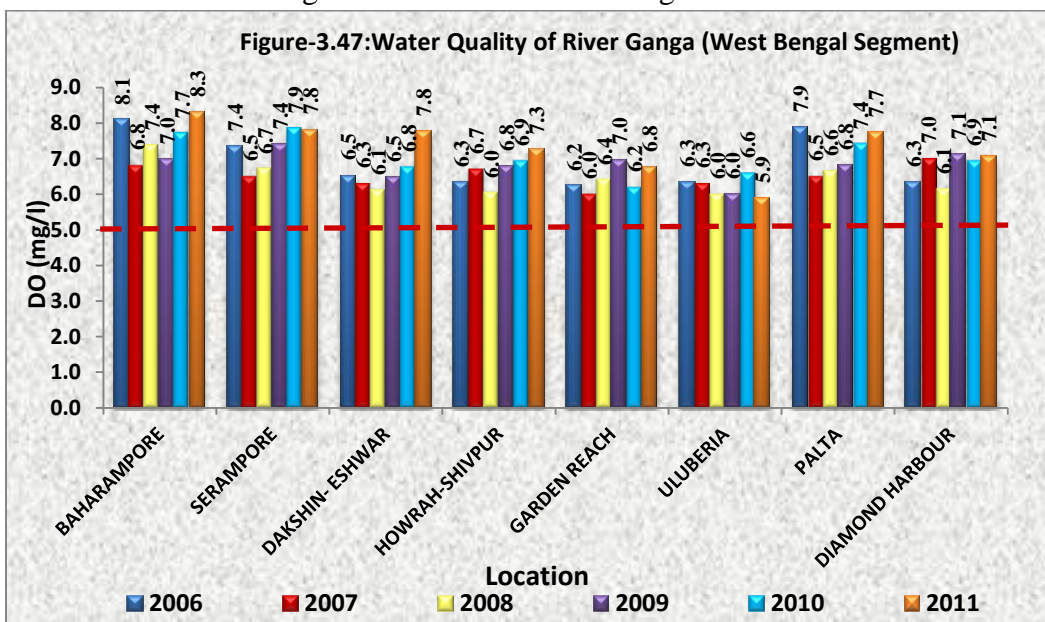 Figure-3.47:Water Quality of River Ganga (West Bengal Segment)
DO (mg/l)
9.0
8.0
7.0
6.0
5.0
4.0
3.0
2.0
1.0
0.0
8.1 6.8 7.4 7.0 7.7 8.3
7.4 6.5 6.7 7.4 7.9 7.8
6.5 6.3 6.1 6.5 6.8 7.8
6.3 6.7 6.0 6.8 6.9 7.3
6.2 6.0 6.4 7.0 6.2 6.8
6.3 6.3 6.0 6.0 6.6 5.9
7.9 6.5 6.6 6.8 7.4 7.7
6.3 7.0 6.1 7.1 6.9 7.1
BAHARAMPORE
SERAMPORE
DAKSHIN- ESHWAR
HOWRAH-SHIVPUR
GARDEN REACH
ULUBERIA
PALTA
DIAMOND HARBOUR
Location
2006 2007 2008 2009 2010 2011